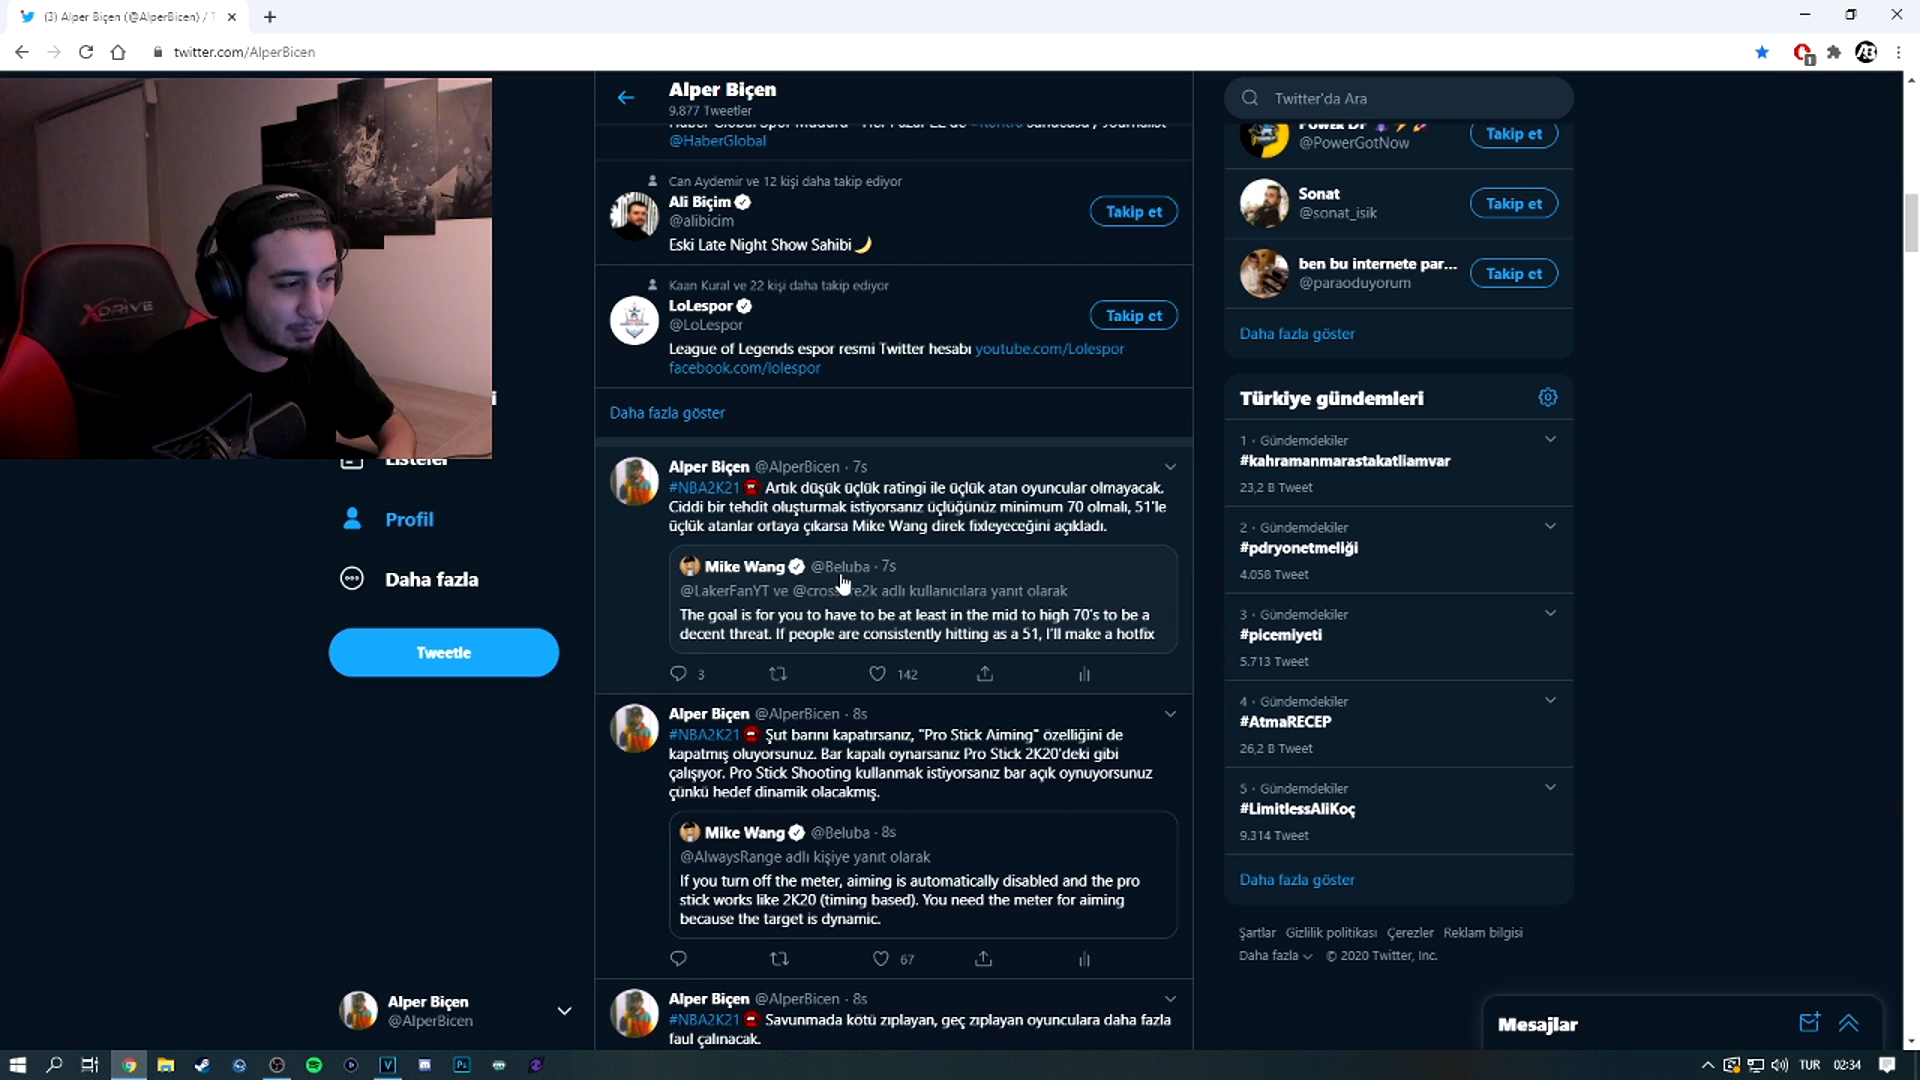 (3) Alper Biçen (@AlperBicen) / T
twitter.com/AlperBicen
XDRIVE
Profil
Daha fazla
Tweetle
Alper Biçen
@AlperBicen
Alper Biçen
9.877 Tweetler
@HaberGlobal
Can Aydemir ve 12 kişi daha takip ediyor
Ali Biçim
@alibicim
Takip et
Eski Late Night Show Sahibi
Kaan Kural ve 22 kişi daha takip ediyor
LoLespor
@LoLespor
Takip et
League of Legends espor resmi Twitter hesabı youtube.com/Lolespor
facebook.com/lolespor
Daha fazla göster
Alper Biçen @AlperBicen · 7s
#NBA2K21 Artık düşük üçlük ratingi ile üçlük atan oyuncular olmayacak.
Ciddi bir tehdit oluşturmak istiyorsanız üçlüğünüz minimum 70 olmalı, 51'le
üçlük atanlar ortaya çıkarsa Mike Wang direk fixleyeceğini açıkladı.
Mike Wang @Beluba · 7s
@LakerFanYT ve adlı kullanıcılara yanıt olarak
The goal is for you to have to be at least in the mid to high 70's to be a
decent threat. If people are consistently hitting as a 51, I'll make a hotfix
3
142
Alper Biçen @AlperBicen · 8s
#NBA2K21 Şut barını kapatırsanız, "Pro Stick Aiming" özelliğini de
kapatmış oluyorsunuz. Bar kapalı oynarsanız Pro Stick 2K20'deki gibi
çalışıyor. Pro Stick Shooting kullanmak istiyorsanız bar açık oynuyorsunuz
çünkü hedef dinamik olacakmış.
Mike Wang @Beluba · 8s
@AlwaysRange adlı kişiye yanıt olarak
If you turn off the meter, aiming is automatically disabled and the pro
stick works like 2K20 (timing based). You need the meter for aiming
because the target is dynamic.
67
Alper Biçen @AlperBicen · 8s
#NBA2K21 Savunmada kötü zıplayan, geç zıplayan oyunculara daha fazla
faul çalınacak.
Twitter'da Ara
@PowerGotNow
Takip et
Sonat
@sonat_isik
Takip et
ben bu internete par...
@paraoduyorum
Takip et
Daha fazla göster
Türkiye gündemleri
1 · Gündemdekiler
#kahramanmarastakatliamvar
23,2 B Tweet
2 · Gündemdekiler
#pdryonetmeliği
4.058 Tweet
3 · Gündemdekiler
#picemiyeti
5.713 Tweet
4 · Gündemdekiler
#AtmaRECEP
26,2 B Tweet
5 · Gündemdekiler
#LimitlessAliKoç
9.314 Tweet
Daha fazla göster
Şartlar Gizlilik politikası Çerezler Reklam bilgisi
Daha fazla © 2020 Twitter, Inc.
Mesajlar
TUR 02:34